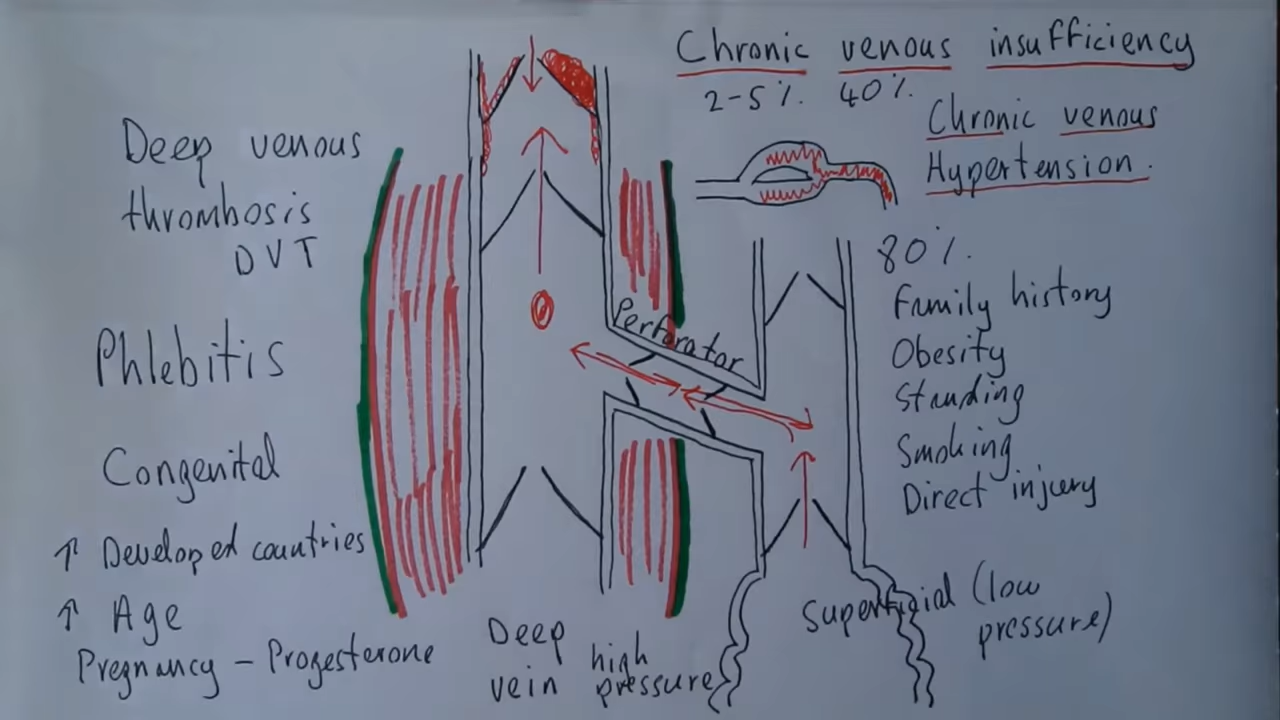 Chronic venous insufficiency
2-5%. 40%.
Chronic venous
Hypertension.
Deep venous
thrombosis
DVT
Phlebitis
Congenital
↑ Developed countries
↑ Age
Pregnancy - Progesterone
Perforator
80%.
Family history
Obesity
Standing
Smoking
Direct injury
Deep
vein
high
pressure
Superficial (low
pressure)